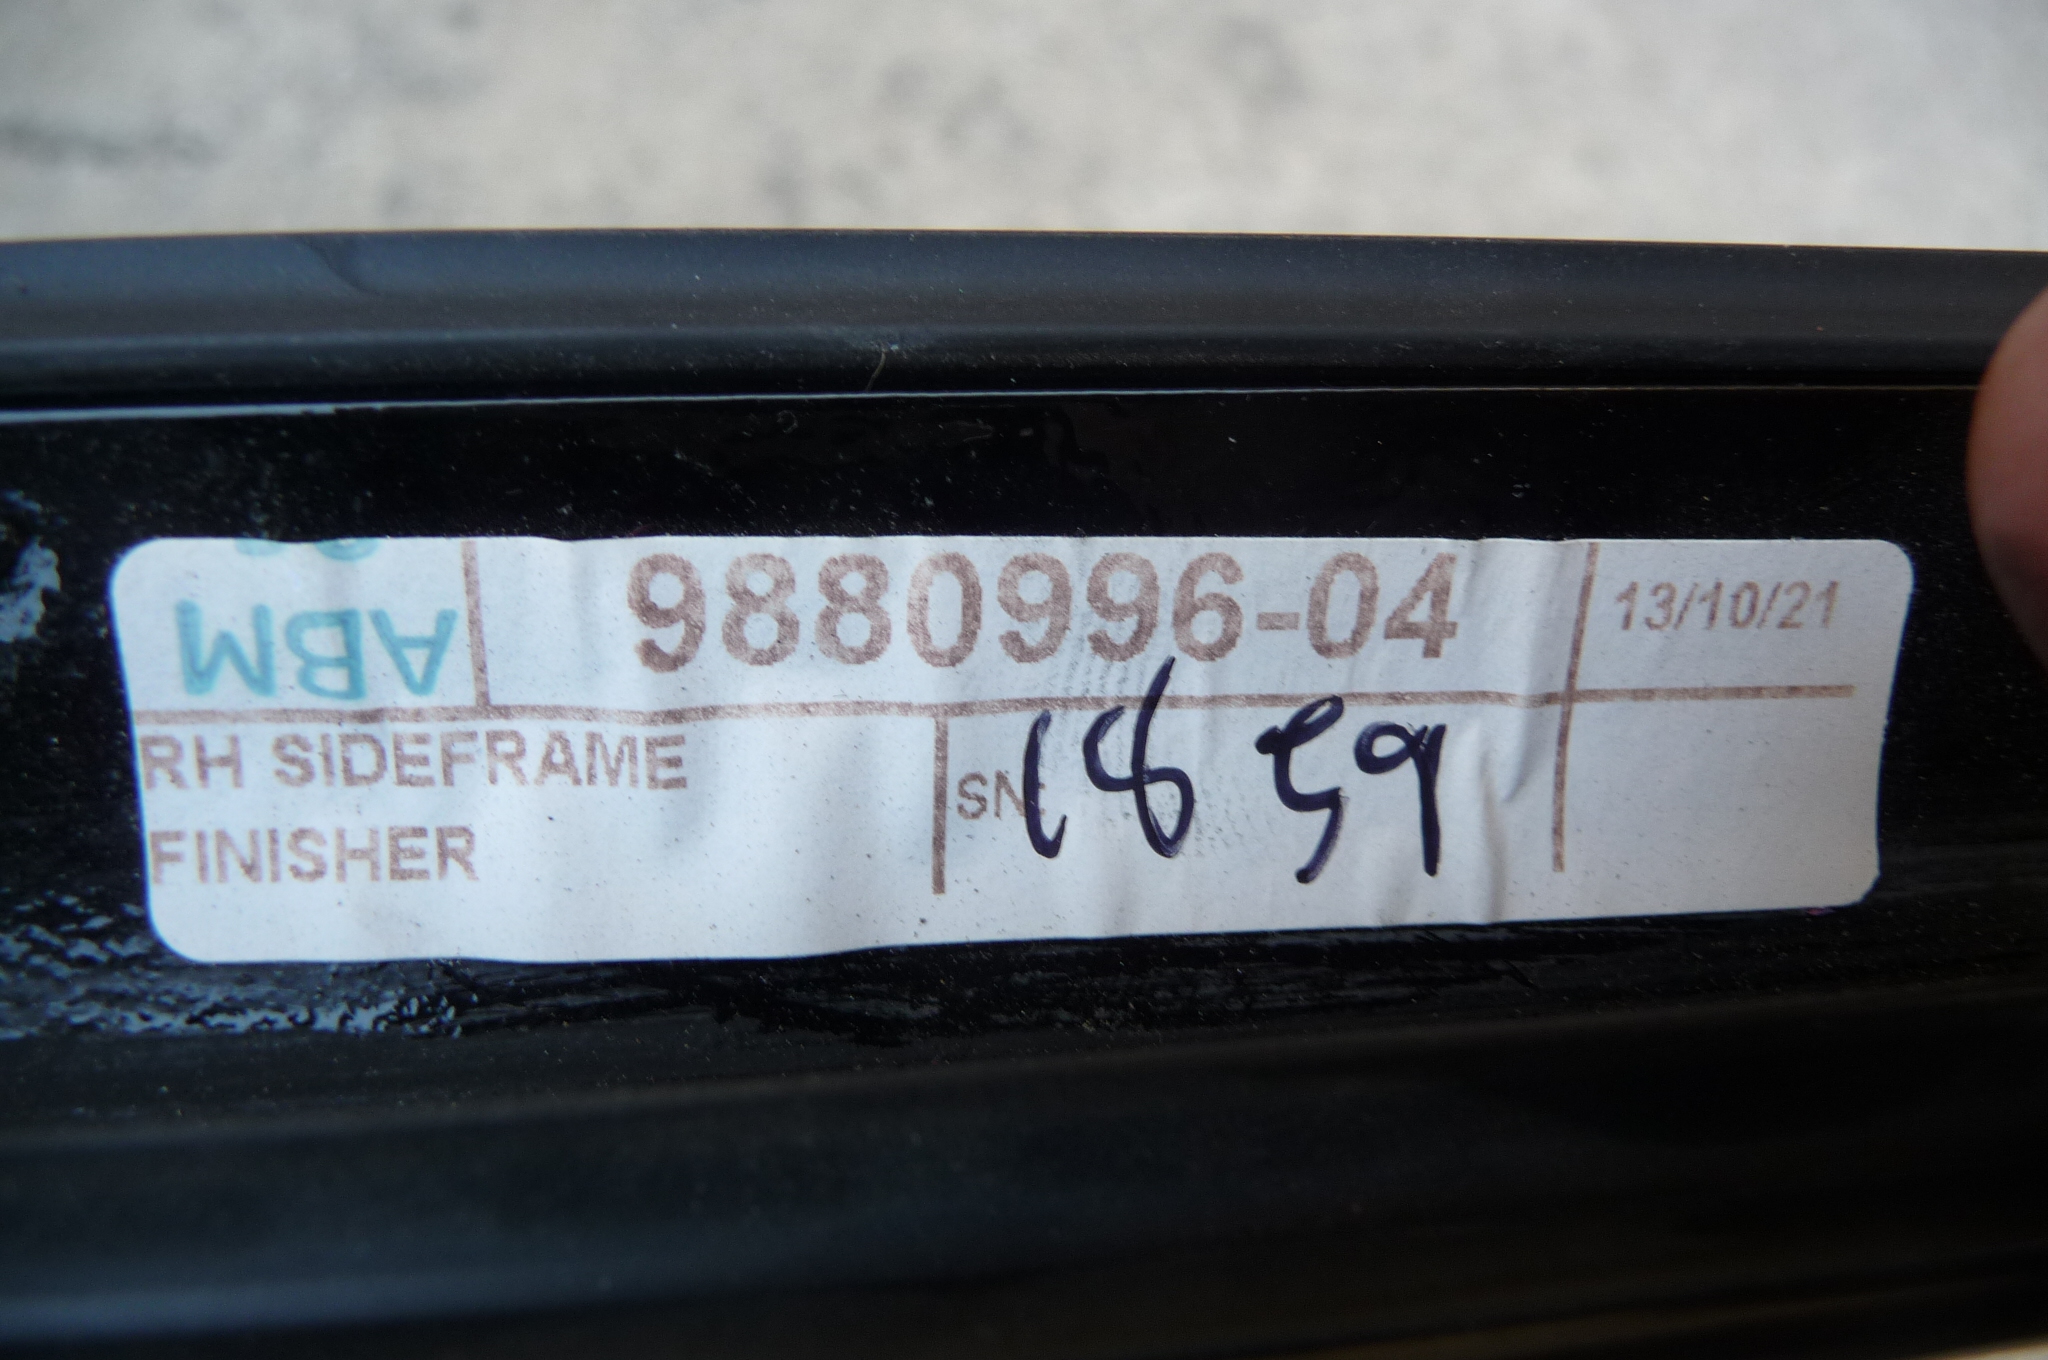 ABM
9880996-04
13/10/21
RH SIDEFRAME
FINISHER
SN